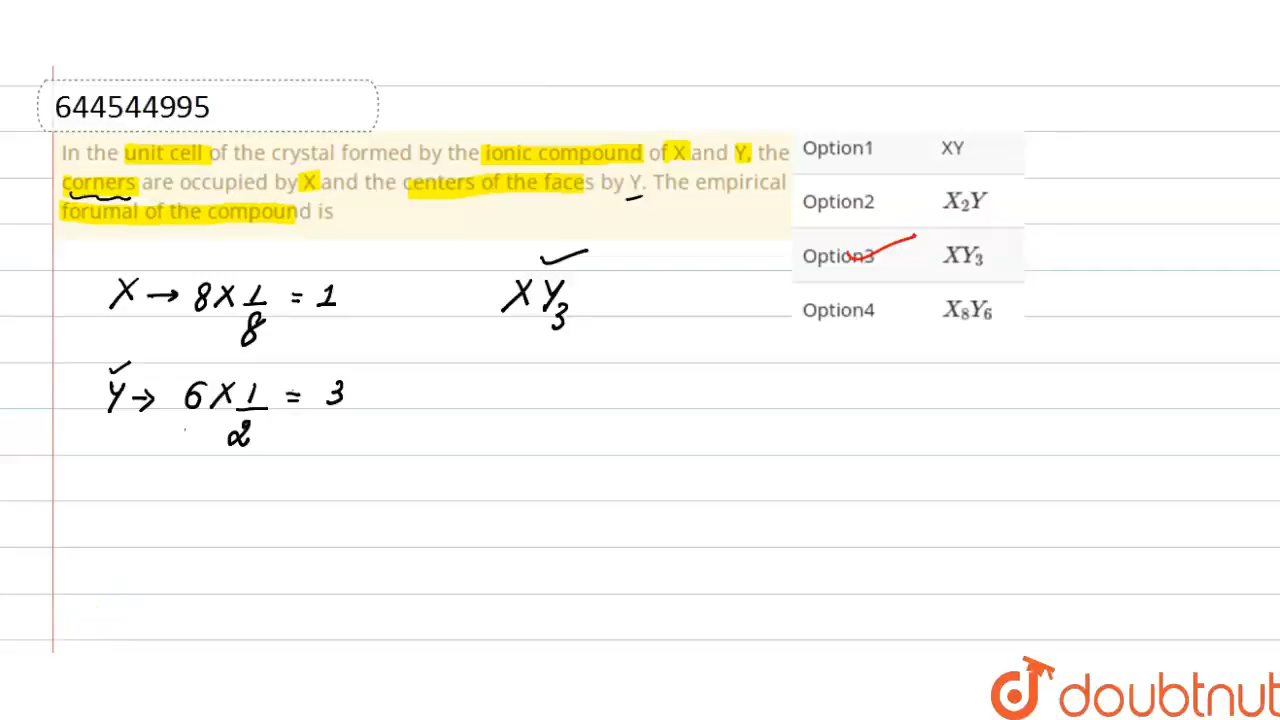 644544995
In the unit cell of the crystal formed by the ionic compound of X and Y, the
corners are occupied by X and the centers of the faces by Y. The empirical
forumal of the compound is
Option1 XY
Option2 X₂Y
Option3 XY₃
Option4 X₈Y₆
X → 8 X 1/8 = 1
XY₃
Y → 6 X 1/2 = 3
doubtnut